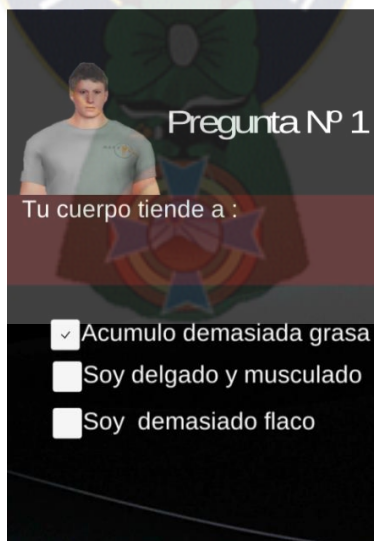 Pregunta Nº 1
Tu cuerpo tiende a :
Acumulo demasiada grasa
Soy delgado y musculado
Soy demasiado flaco